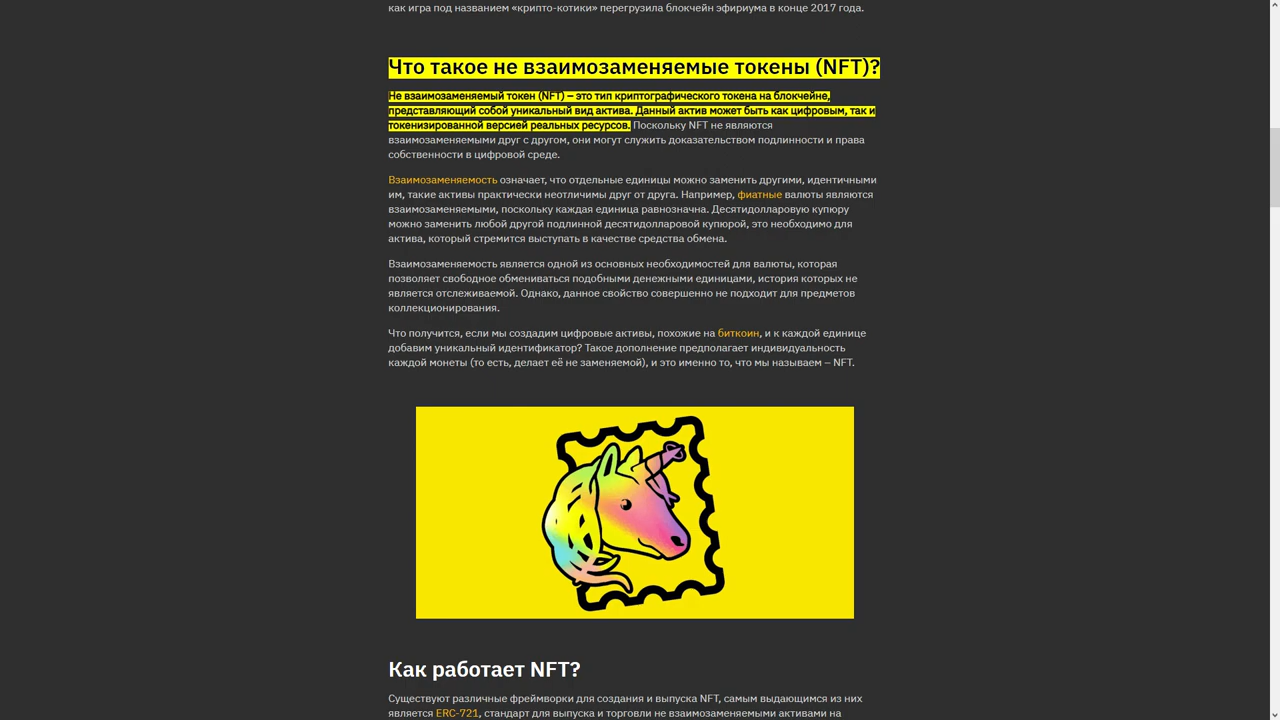 как игра под названием «крипто-котики» перегрузила блокчейн эфириума в конце 2017 года.
Что такое не взаимозаменяемые токены (NFT)?
Не взаимозаменяемый токен (NFT) – это тип криптографического токена на блокчейне,
представляющий собой уникальный вид актива. Данный актив может быть как цифровым, так и
токенизированной версией реальных ресурсов. Поскольку NFT не являются
взаимозаменяемыми друг с другом, они могут служить доказательством подлинности и права
собственности в цифровой среде.
Взаимозаменяемость означает, что отдельные единицы можно заменить другими, идентичными
им, такие активы практически неотличимы друг от друга. Например, фиатные валюты являются
взаимозаменяемыми, поскольку каждая единица равнозначна. Десятидолларовую купюру
можно заменить любой другой подлинной десятидолларовой купюрой, это необходимо для
актива, который стремится выступать в качестве средства обмена.
Взаимозаменяемость является одной из основных необходимостей для валюты, которая
позволяет свободное обмениваться подобными денежными единицами, история которых не
является отслеживаемой. Однако, данное свойство совершенно не подходит для предметов
коллекционирования.
Что получится, если мы создадим цифровые активы, похожие на биткоин, и к каждой единице
добавим уникальный идентификатор? Такое дополнение предполагает индивидуальность
каждой монеты (то есть, делает её не заменяемой), и это именно то, что мы называем – NFT.
Как работает NFT?
Существуют различные фреймворки для создания и выпуска NFT, самым выдающимся из них
является ERC-721, стандарт для выпуска и торговли не взаимозаменяемыми активами на